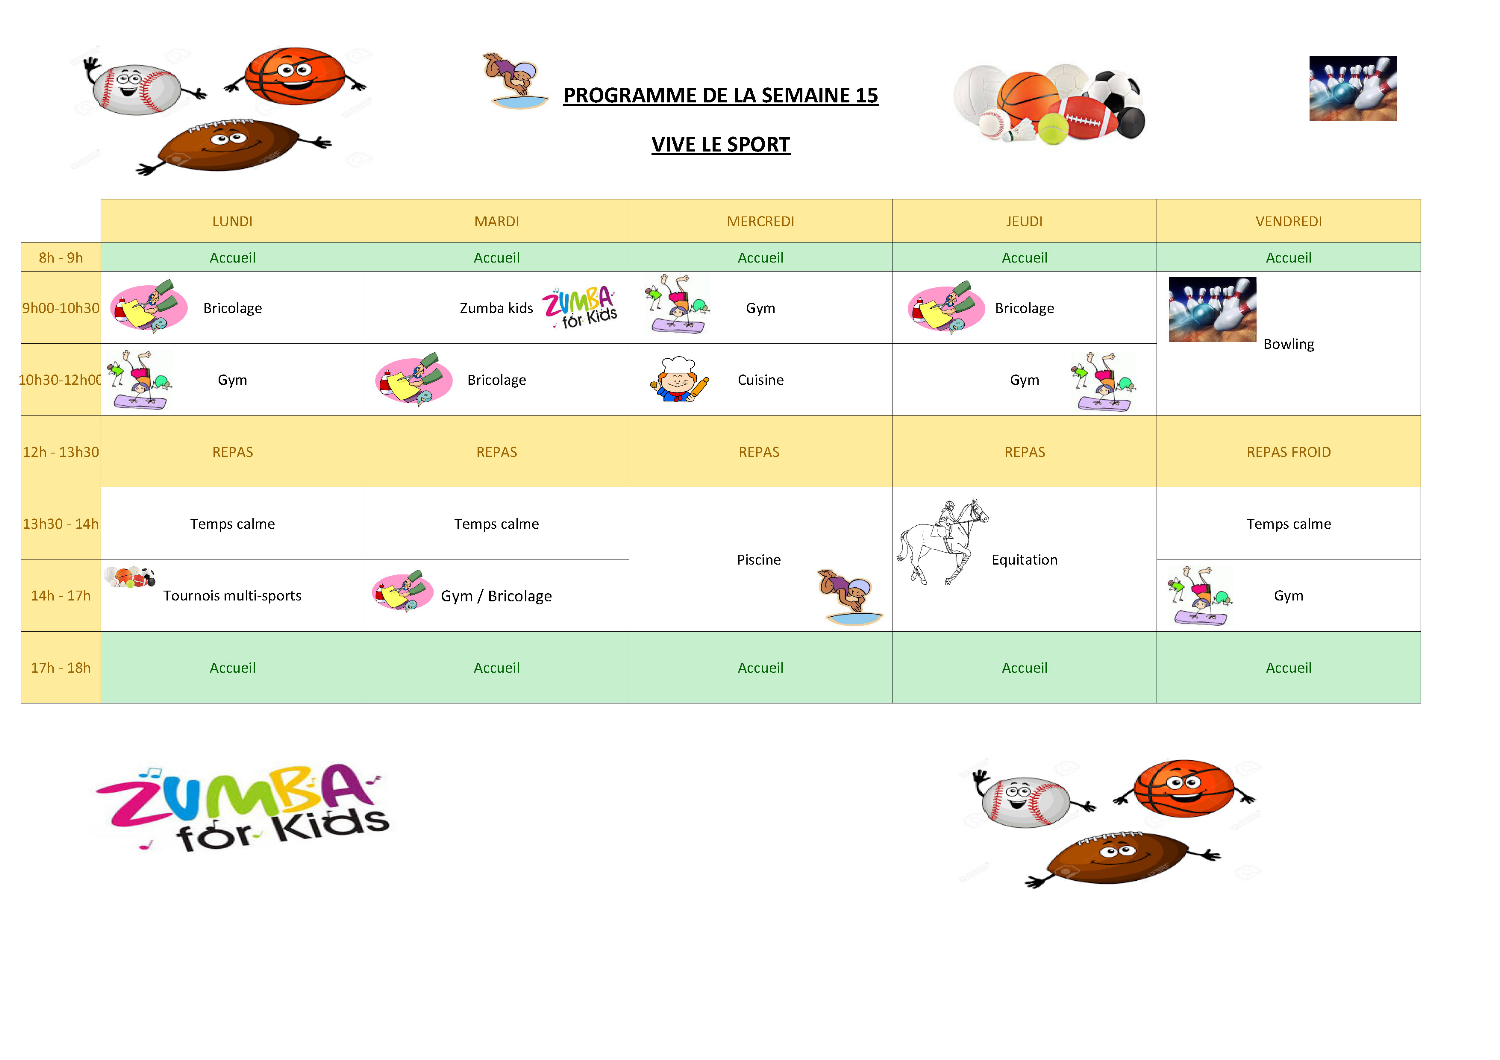 PROGRAMME DE LA SEMAINE 15
VIVE LE SPORT
LUNDI MARDI MERCREDI JEUDI VENDREDI
8h - 9h Accueil Accueil Accueil Accueil Accueil
9h00-10h30 Bricolage Zumba kids ZUMBA for Kids Gym Bricolage
Bowling
10h30-12h00 Gym Bricolage Cuisine Gym
12h - 13h30 REPAS REPAS REPAS REPAS REPAS FROID
13h30 - 14h Temps calme Temps calme Temps calme
Piscine Equitation
14h - 17h Tournois multi-sports Gym / Bricolage Gym
17h - 18h Accueil Accueil Accueil Accueil Accueil
ZUMBA
for Kids